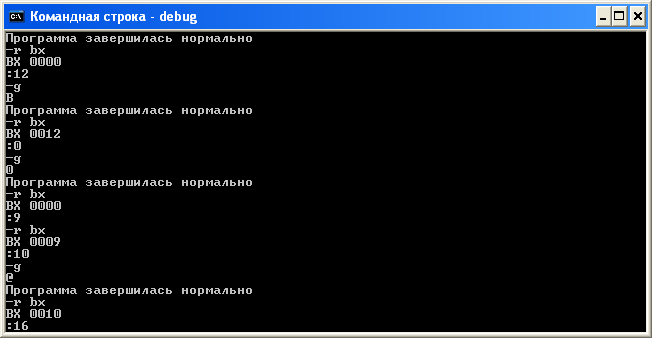 Командная строка - debug
Программа завершилась нормально
-r bx
BX 0000
:12
-g
B
Программа завершилась нормально
-r bx
BX 0012
:0
-g
0
Программа завершилась нормально
-r bx
BX 0000
:9
-r bx
BX 0009
:10
-g
@
Программа завершилась нормально
-r bx
BX 0010
:16